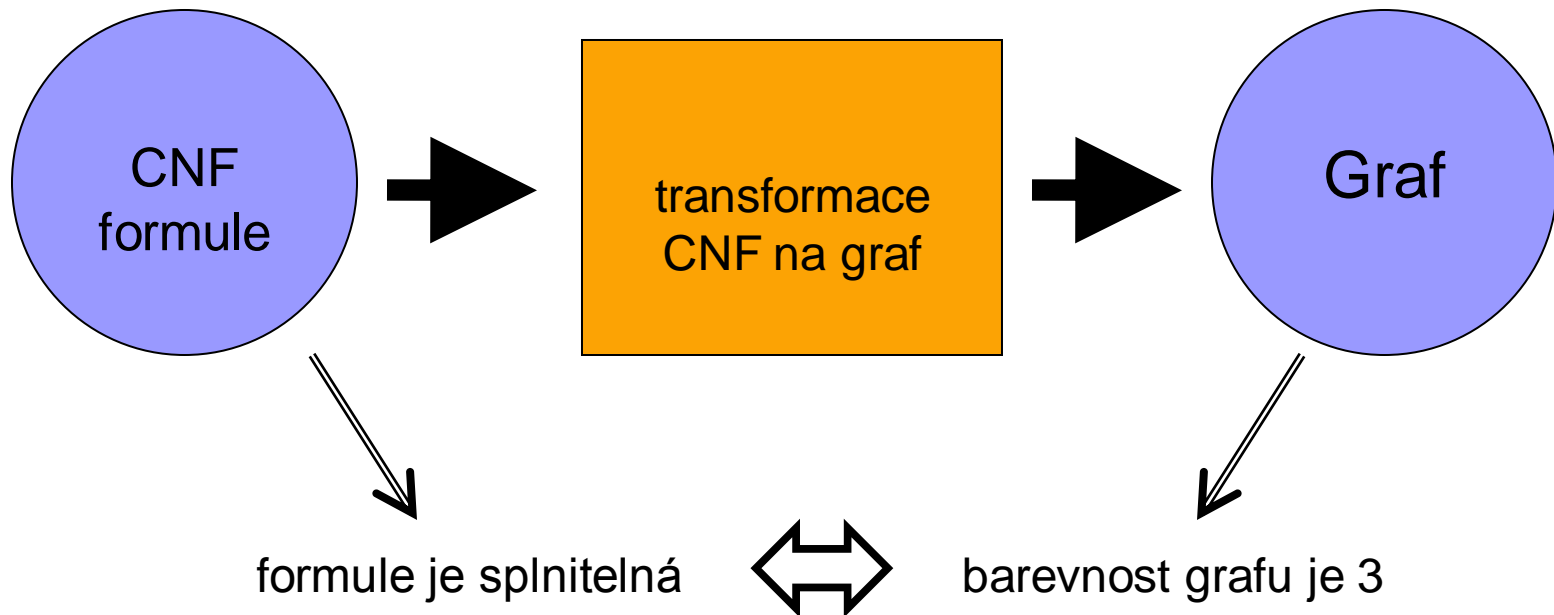 CNF
formule
transformace
CNF na graf
Graf
formule je splnitelná
barevnost grafu je 3